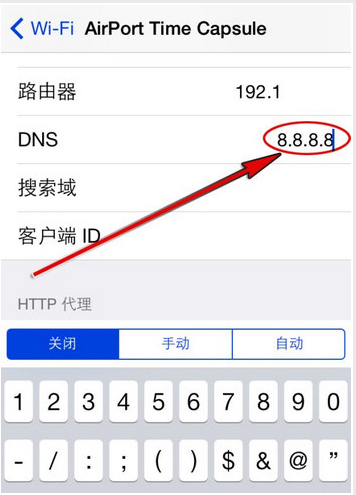 Wi-Fi AirPort Time Capsule
路由器 192.1
DNS 8.8.8.8
搜索域
客户端 ID
HTTP 代理
关闭 手动 自动
1 2 3 4 5 6 7 8 9 0
- / : ; ( ) $ & @ ”